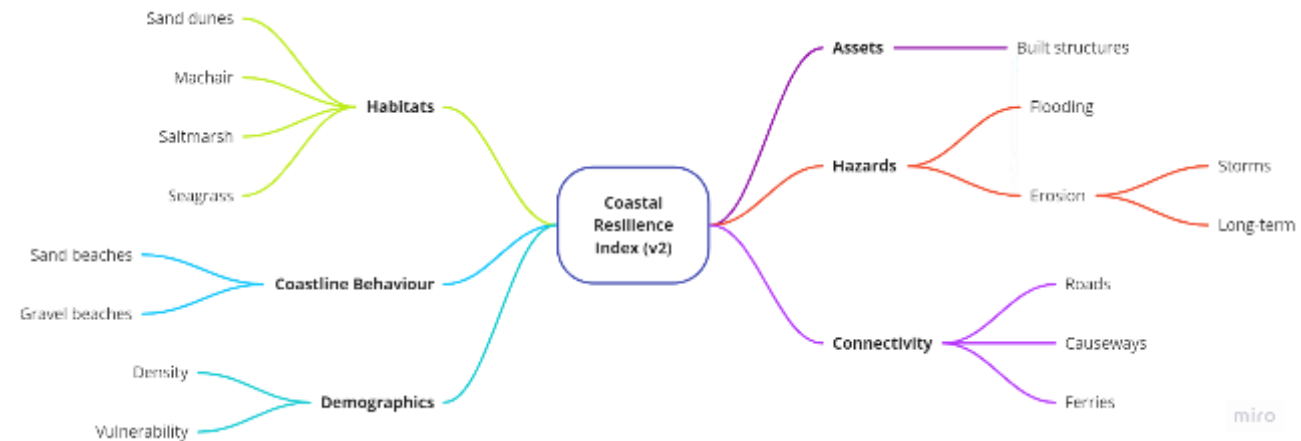 Sand dunes
Machair
Saltmarsh
Seagrass
Habitats
Sand beaches
Gravel beaches
Coastline Behaviour
Density
Vulnerability
Demographics
Coastal
Resilience
Index (v2)
Assets
Built structures
Hazards
Flooding
Erosion
Storms
Long-term
Connectivity
Roads
Causeways
Ferries
miro